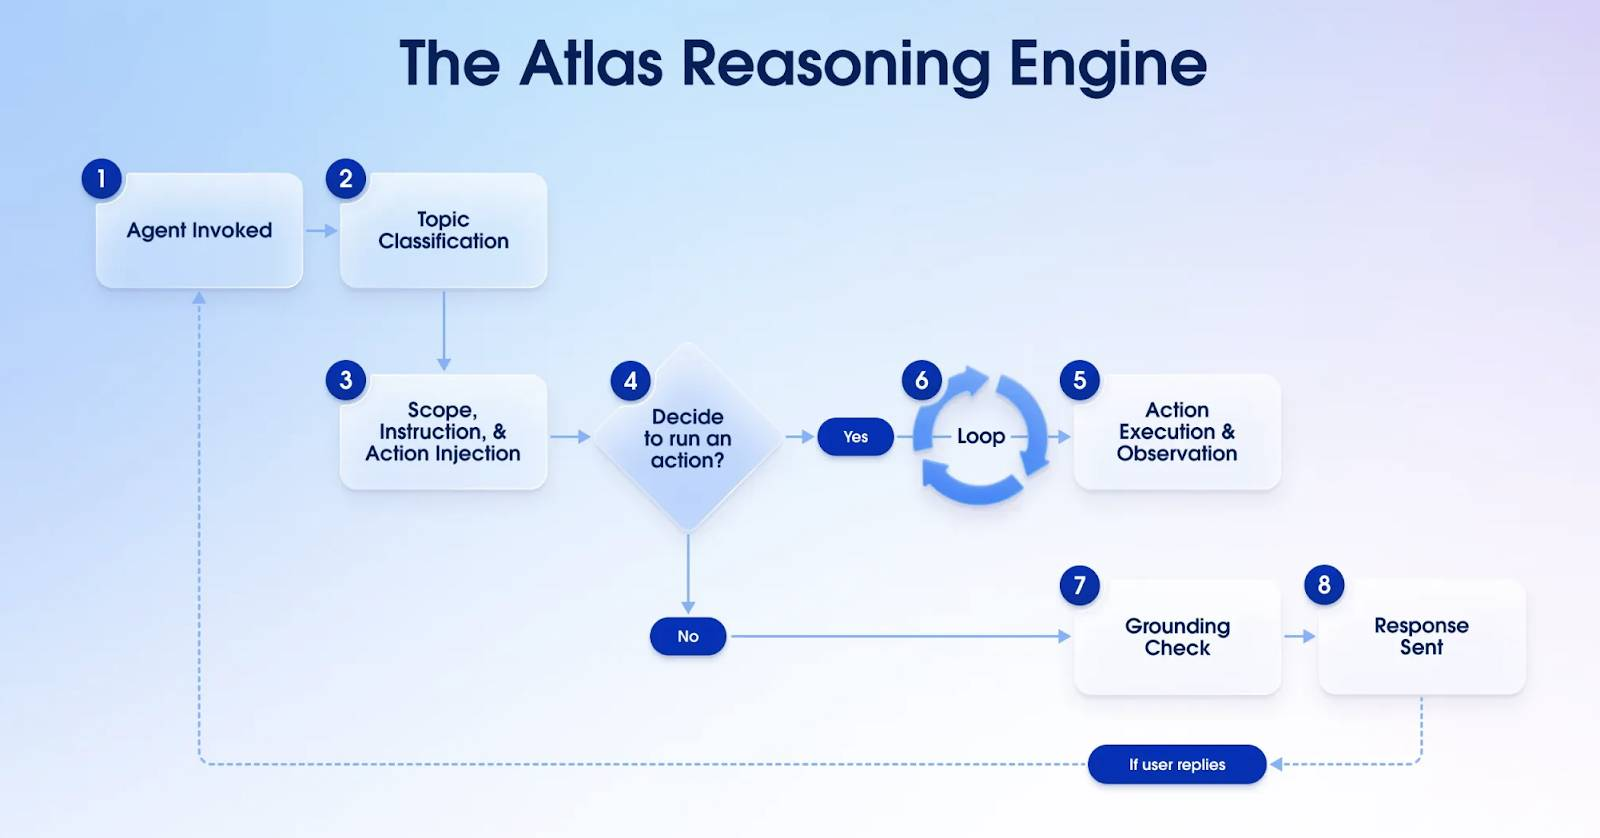 The Atlas Reasoning Engine
1
Agent Invoked
2
Topic
Classification
3
Scope,
Instruction, &
Action Injection
4
Decide
to run an
action?
Yes
6
Loop
5
Action
Execution &
Observation
No
7
Grounding
Check
8
Response
Sent
If user replies